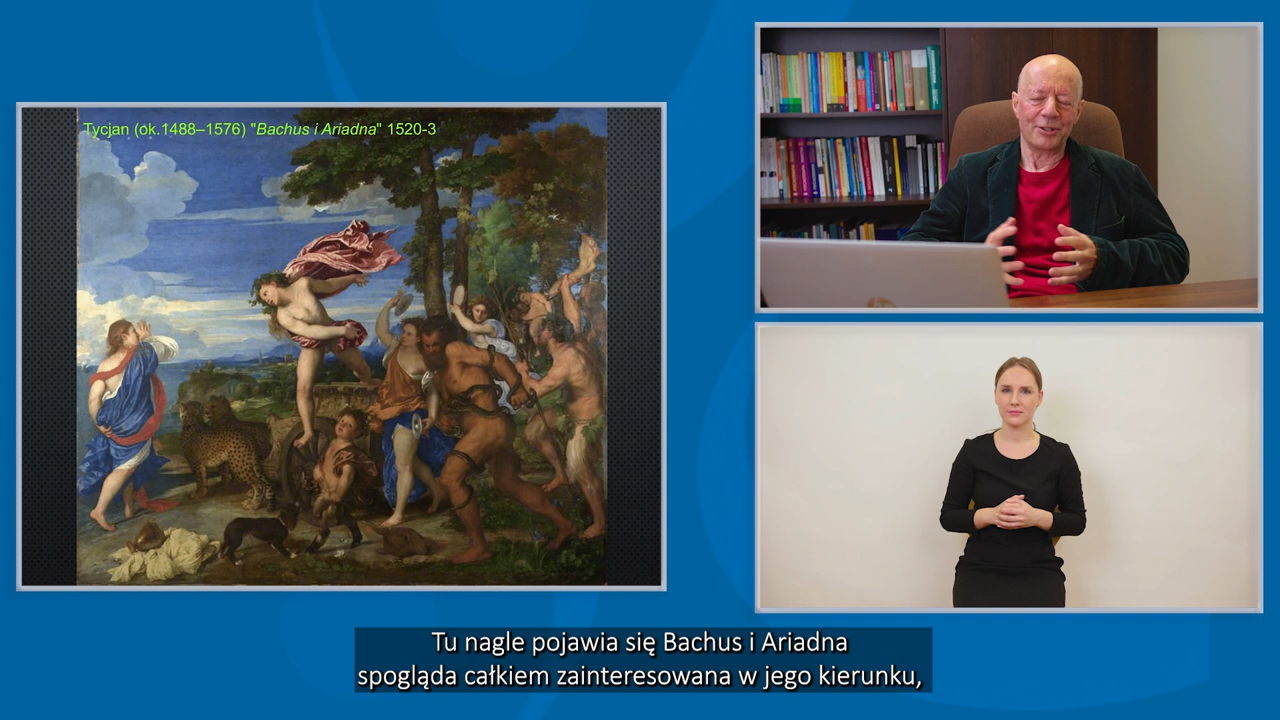 Tycjan (ok.1488–1576) "Bachus i Ariadna" 1520-3
Tu nagle pojawia się Bachus i Ariadna
spogląda całkiem zainteresowana w jego kierunku,